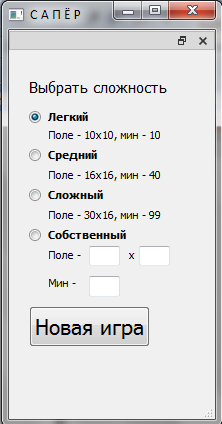 САПЁР
Выбрать сложность
Легкий
Поле - 10x10, мин - 10
Средний
Поле - 16x16, мин - 40
Сложный
Поле - 30x16, мин - 99
Собственный
Поле - x
Мин -
Новая игра